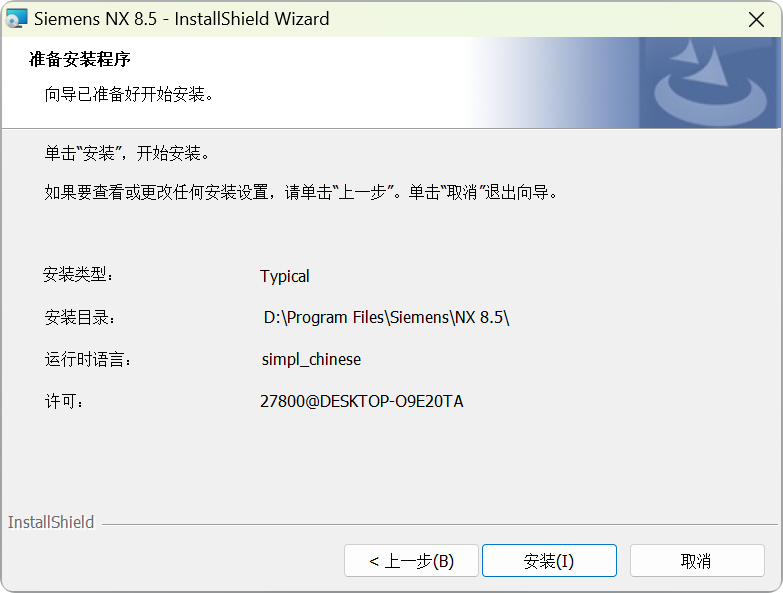 Siemens NX 8.5 - InstallShield Wizard
准备安装程序
向导已准备好开始安装。
单击“安装”，开始安装。
如果要查看或更改任何安装设置，请单击“上一步”。单击“取消”退出向导。
安装类型： Typical
安装目录： D:\Program Files\Siemens\NX 8.5\
运行时语言： simpl_chinese
许可： 27800@DESKTOP-O9E20TA
InstallShield
< 上一步(B) 安装(I) 取消